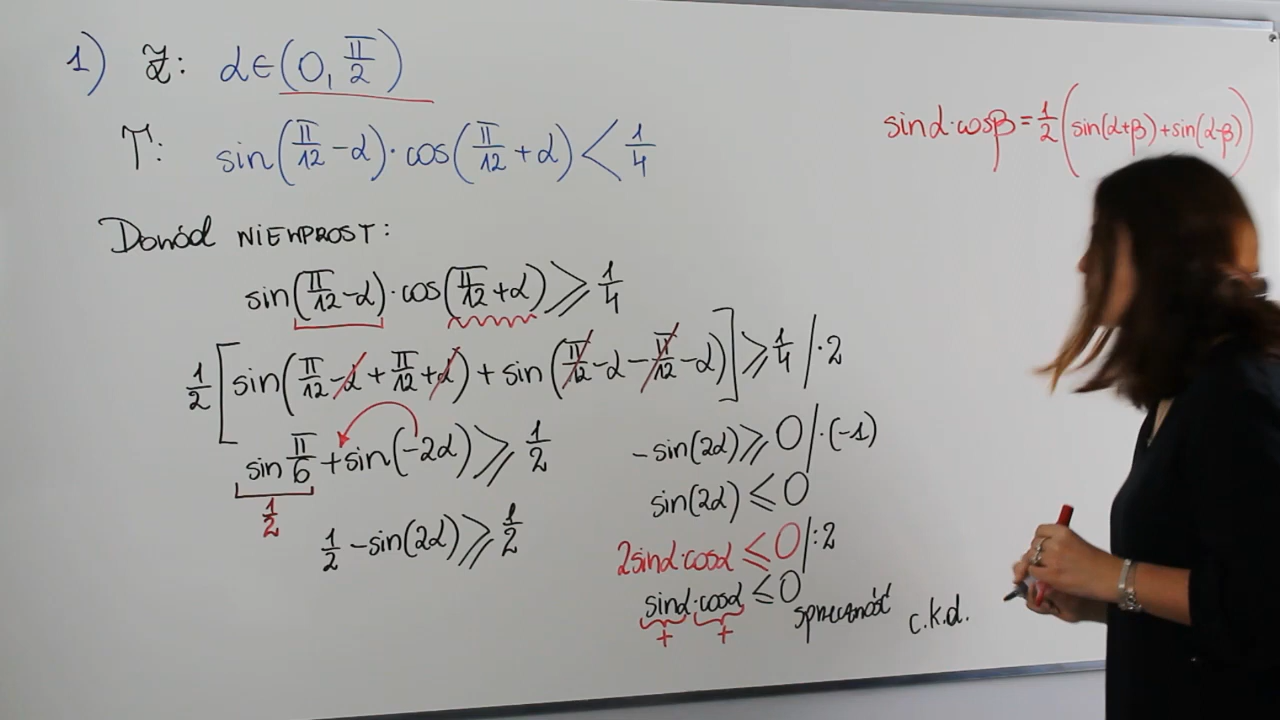 1) Z: α∈(0, π/2)
T: sin(π/12 - α)·cos(π/12 + α) < 1/4
sinα·cosβ = 1/2 (sin(α+β) + sin(α-β))
Dowód NIEWPROST:
sin(π/12 - α)·cos(π/12 + α) ⩾ 1/4
1/2 [sin(π/12 - α + π/12 + α) + sin(π/12 - α - π/12 - α)] ⩾ 1/4 /·2
sin π/6 + sin(-2α) ⩾ 1/2
1/2
1/2 - sin(2α) ⩾ 1/2
-sin(2α) ⩾ 0 /·(-1)
sin(2α) ⩽ 0
2sinα·cosα ⩽ 0 /:2
sinα·cosα ⩽ 0
+ +
sprzeczność c.k.d.